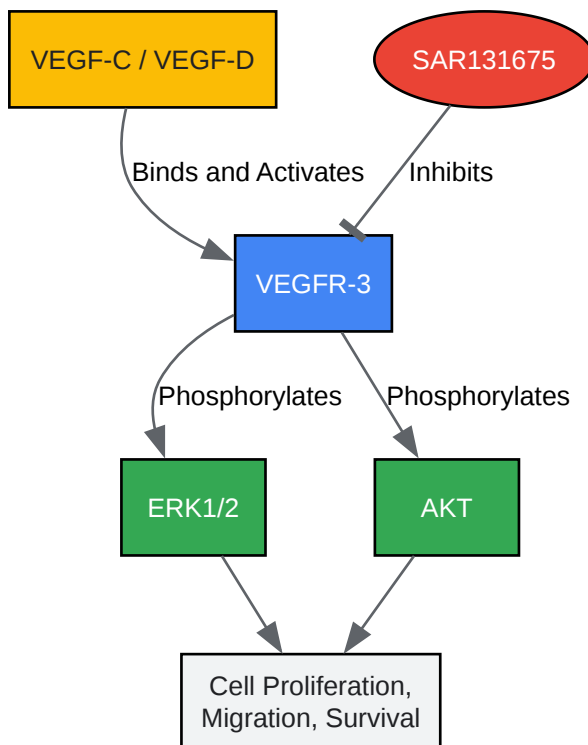 VEGF-C / VEGF-D
SAR131675
Binds and Activates
Inhibits
VEGFR-3
Phosphorylates
Phosphorylates
ERK1/2
AKT
Cell Proliferation,
Migration, Survival